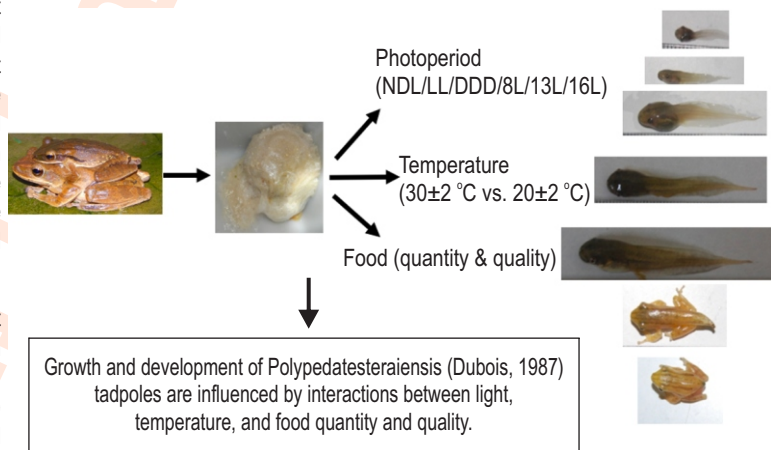 Photoperiod
(NDL/LL/DDD/8L/13L/16L)
Temperature
(30±2 °C vs. 20±2 °C)
Food (quantity & quality)
Growth and development of Polypedatesteraiensis (Dubois, 1987)
tadpoles are influenced by interactions between light,
temperature, and food quantity and quality.